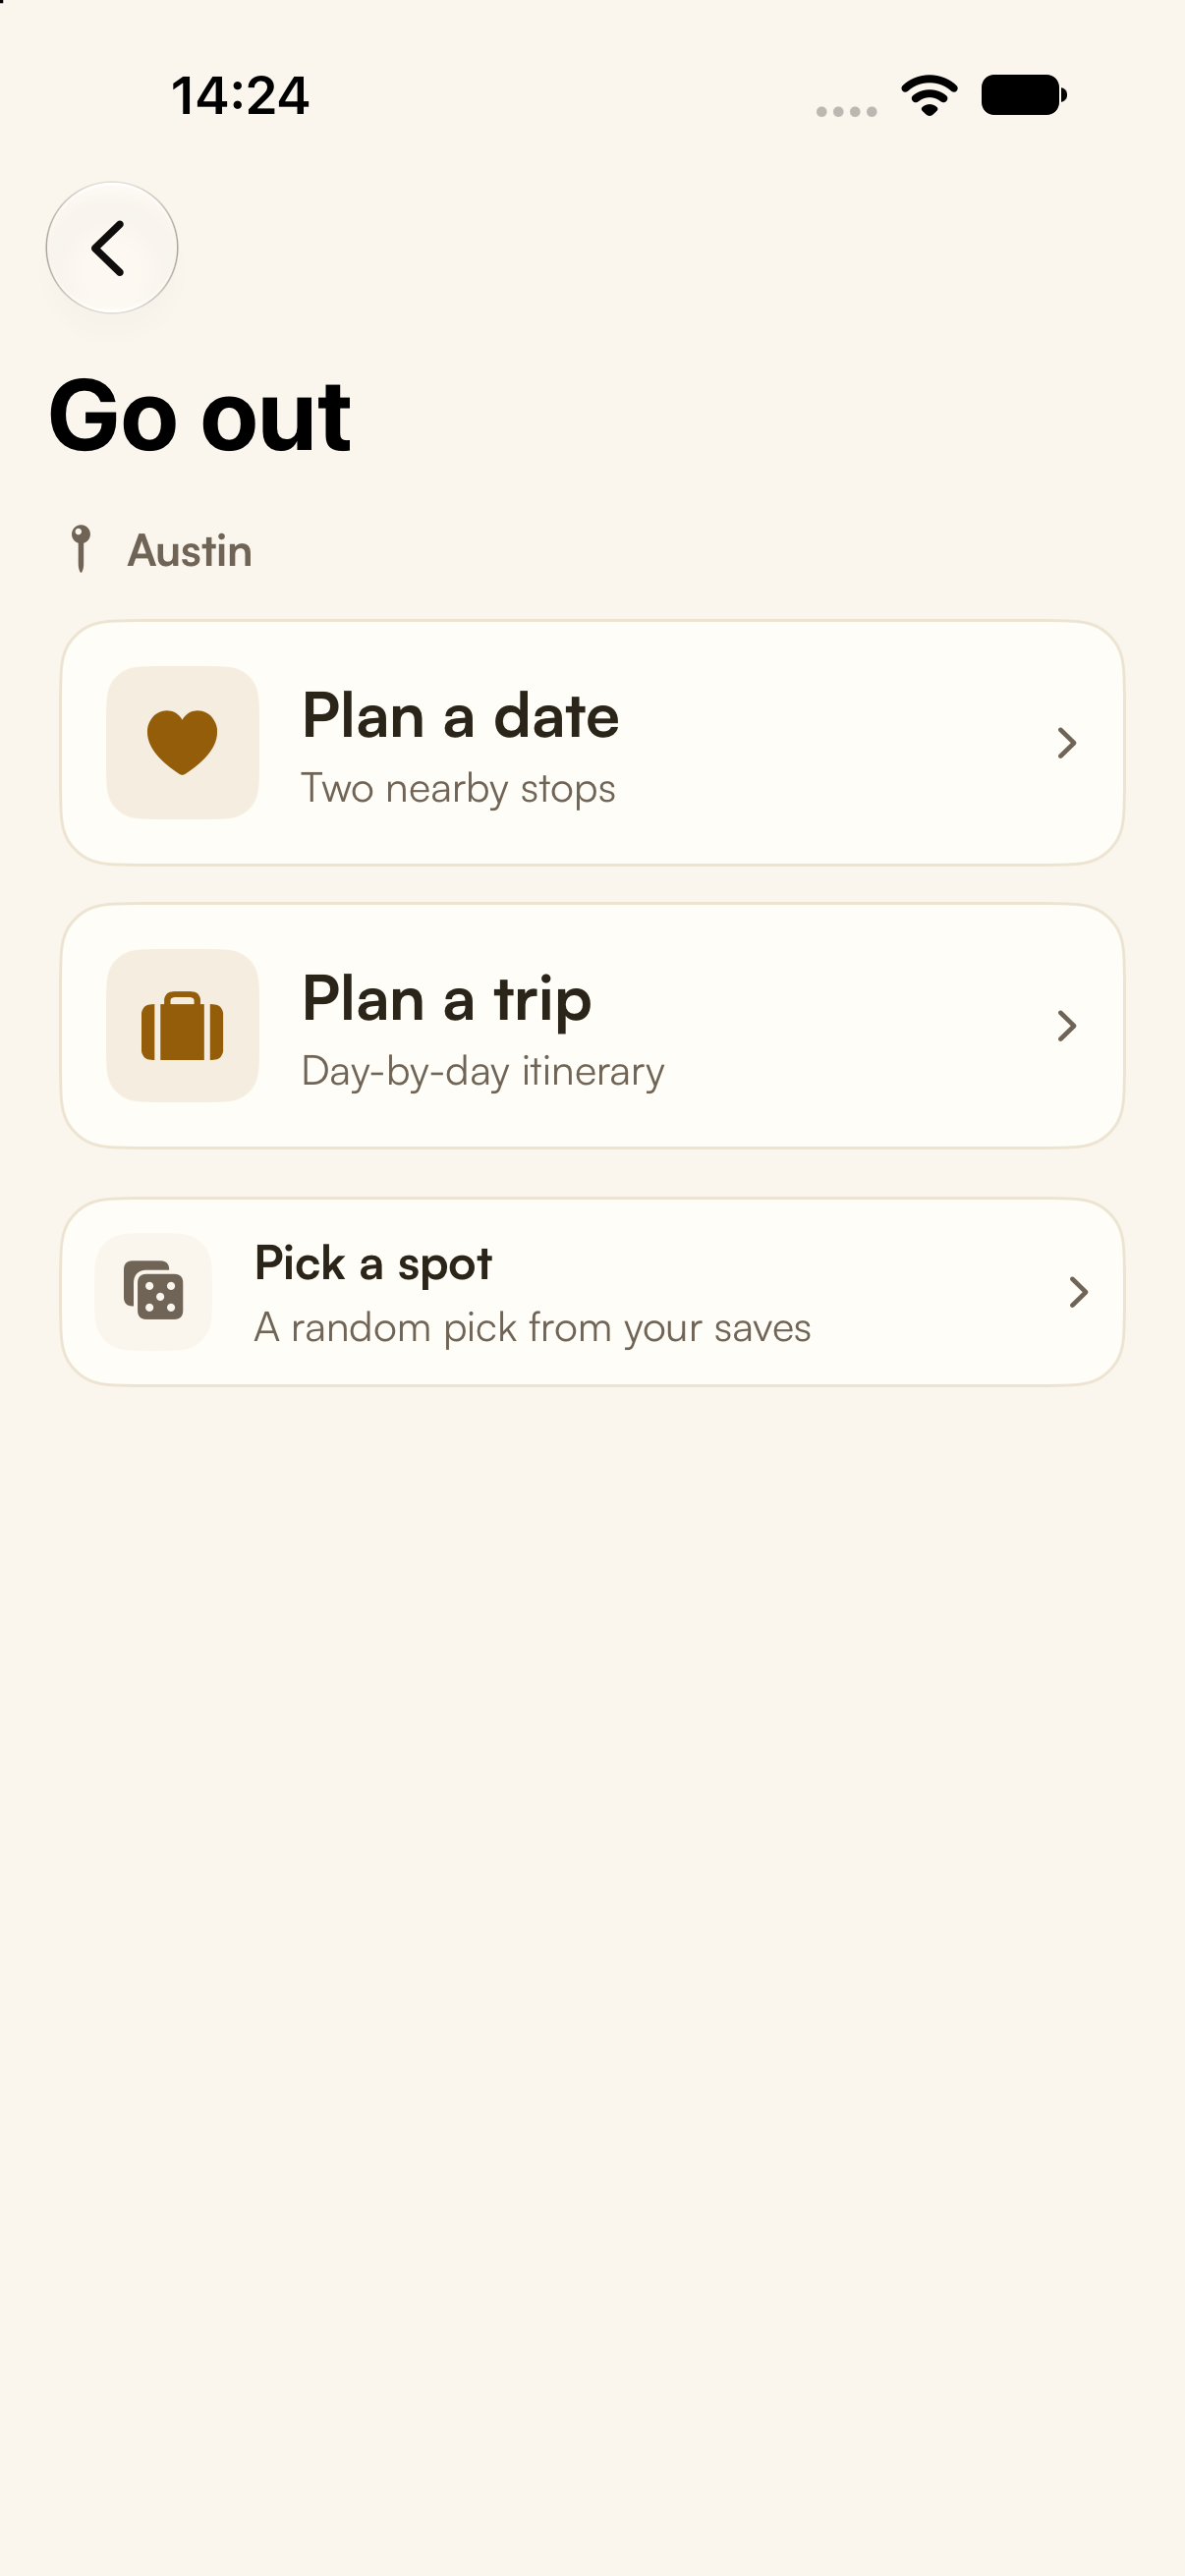 14:24
Go out
Austin
Plan a date
Two nearby stops
Plan a trip
Day-by-day itinerary
Pick a spot
A random pick from your saves